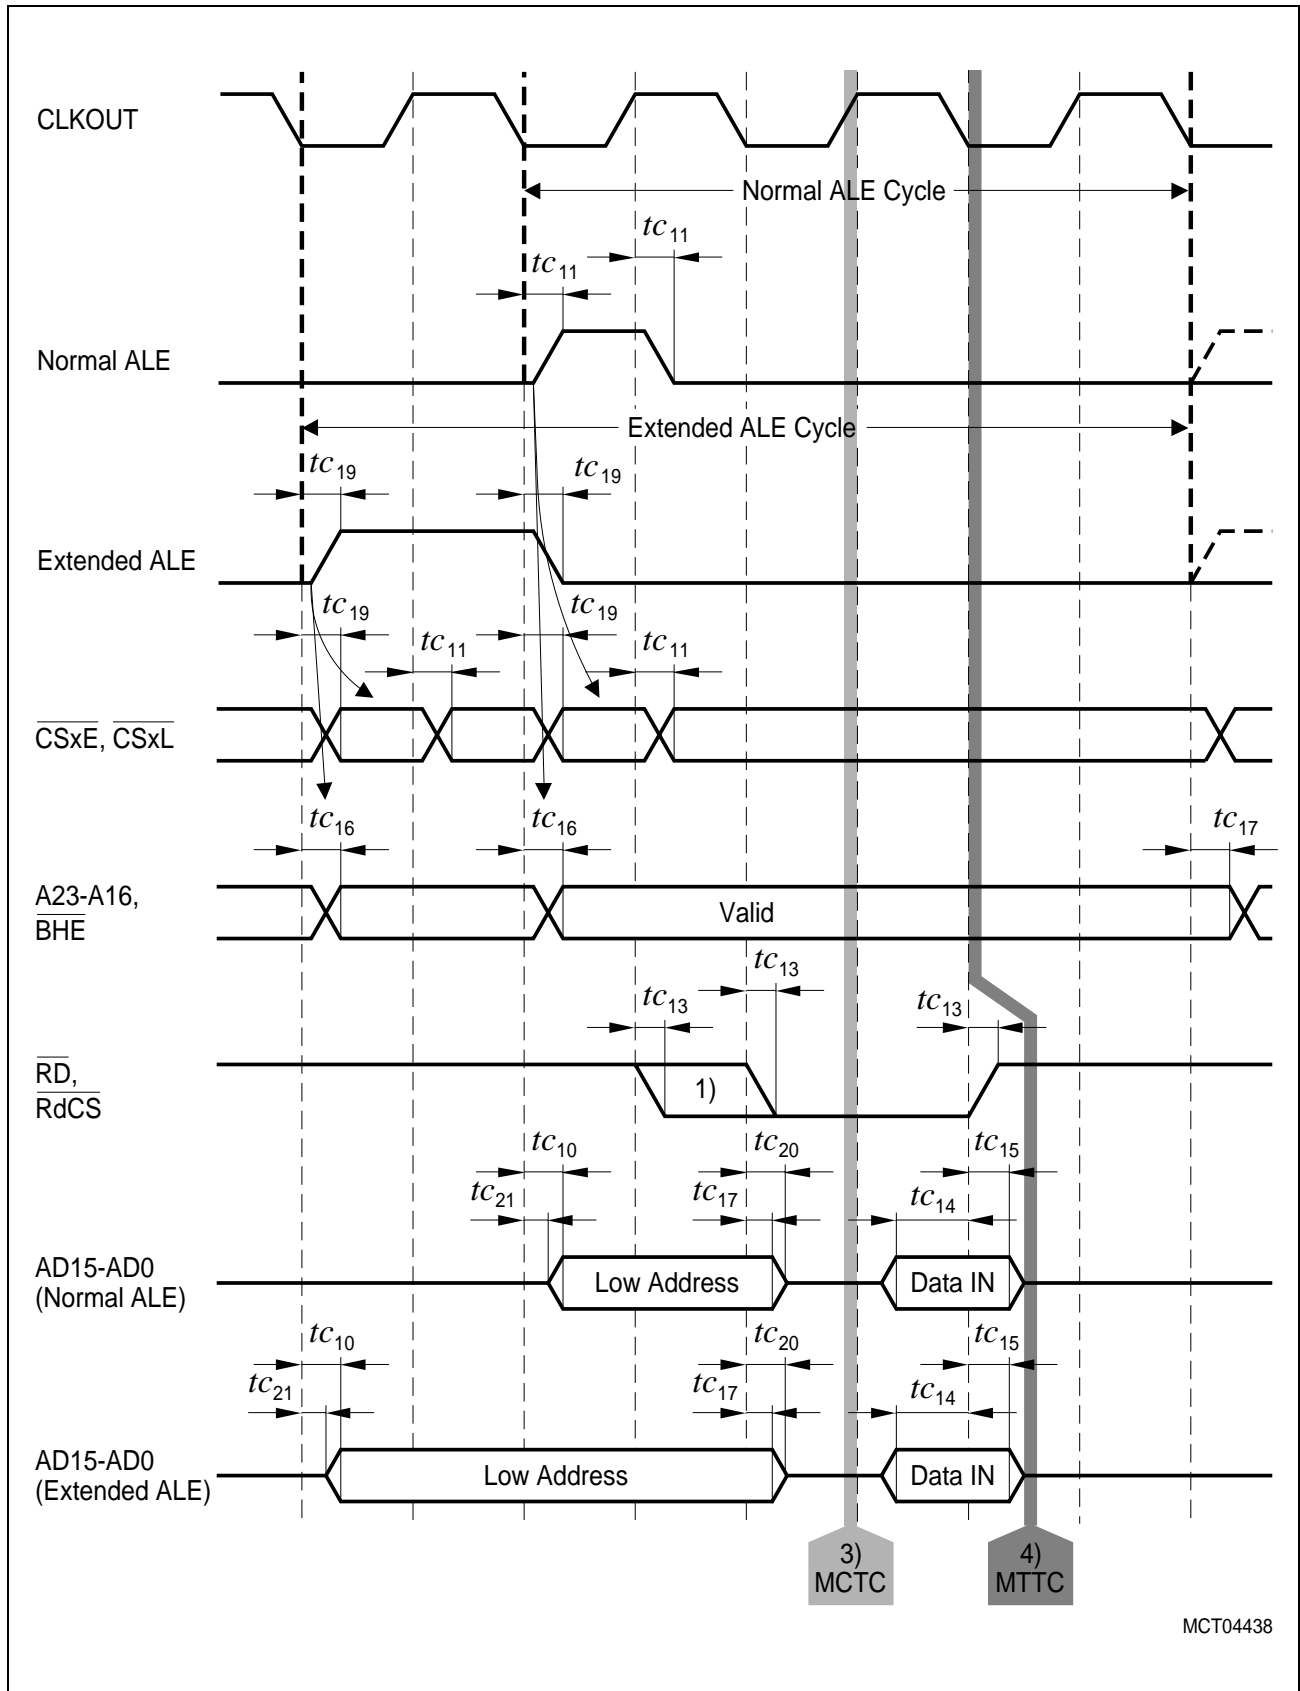 CLKOUT
Normal ALE Cycle
tc11
tc11
Normal ALE
Extended ALE Cycle
tc19
tc19
Extended ALE
tc19
tc19
tc11
tc11
CSxE, CSxL
tc16
tc16
tc17
A23-A16,
BHE
Valid
tc13
tc13
tc13
RD,
RdCS
1)
tc10
tc20
tc15
tc21
tc17
tc14
AD15-AD0
(Normal ALE)
Low Address
Data IN
tc10
tc20
tc15
tc21
tc17
tc14
AD15-AD0
(Extended ALE)
Low Address
Data IN
3)
MCTC
4)
MTTC
MCT04438